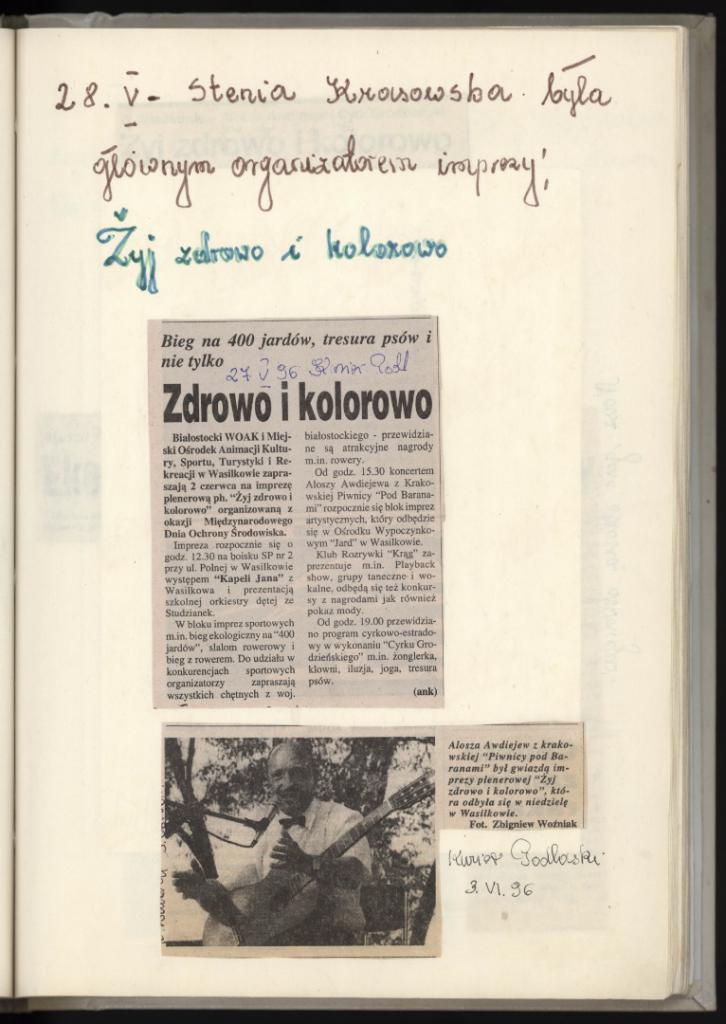 28. V - Stenia Krasowska była
głównym organizatorem imprezy!
Żyj zdrowo i kolorowo
Bieg na 400 jardów, tresura psów i
nie tylko
27 V 96 Kurier Podl
Zdrowo i kolorowo
Białostocki WOAK i Miej-
ski Ośrodek Animacji Kultu-
ry, Sportu, Turystyki i Re-
kreacji w Wasilkowie zapra-
szają 2 czerwca na imprezę
plenerową ph. "Żyj zdrowo i
kolorowo" organizowaną z
okazji Międzynarodowego
Dnia Ochrony Środowiska.
Impreza rozpocznie się o
godz. 12.30 na boisku SP nr 2
przy ul. Polnej w Wasilkowie
występem "Kapeli Jana" z
Wasilkowa i prezentacją
szkolnej orkiestry dętej ze
Studzianek.
W bloku imprez sportowych
m.in. bieg ekologiczny na "400
jardów", slalom rowerowy i
bieg z rowerem. Do udziału w
konkurencjach sportowych
organizatorzy zapraszają
wszystkich chętnych z woj.
białostockiego - przewidzia-
ne są atrakcyjne nagrody
m.in. rowery.
Od godz. 15.30 koncertem
Aloszy Awdiejewa z Krako-
wskiej Piwnicy "Pod Barana-
mi" rozpocznie się blok imprez
artystycznych, który odbędzie
się w Ośrodku Wypoczynko-
wym "Jard" w Wasilkowie.
Klub Rozrywki "Krąg" za-
prezentuje m.in. Playback
show, grupy taneczne i wo-
kalne, odbędą się też konkur-
sy z nagrodami jak również
pokaz mody.
Od godz. 19.00 przewidzia-
no program cyrkowo-estrado-
wy w wykonaniu "Cyrku Gro-
dzieńskiego" m.in. żonglerka,
klowni, iluzja, joga, tresura
psów.
(ank)
Alosza Awdiejew z krako-
wskiej "Piwnicy pod Ba-
ranami" był gwiazdą im-
prezy plenerowej "Żyj
zdrowo i kolorowo", któ-
ra odbyła się w niedzielę
w Wasilkowie.
Fot. Zbigniew Woźniak
Kurier Podlaski
3. VI. 96